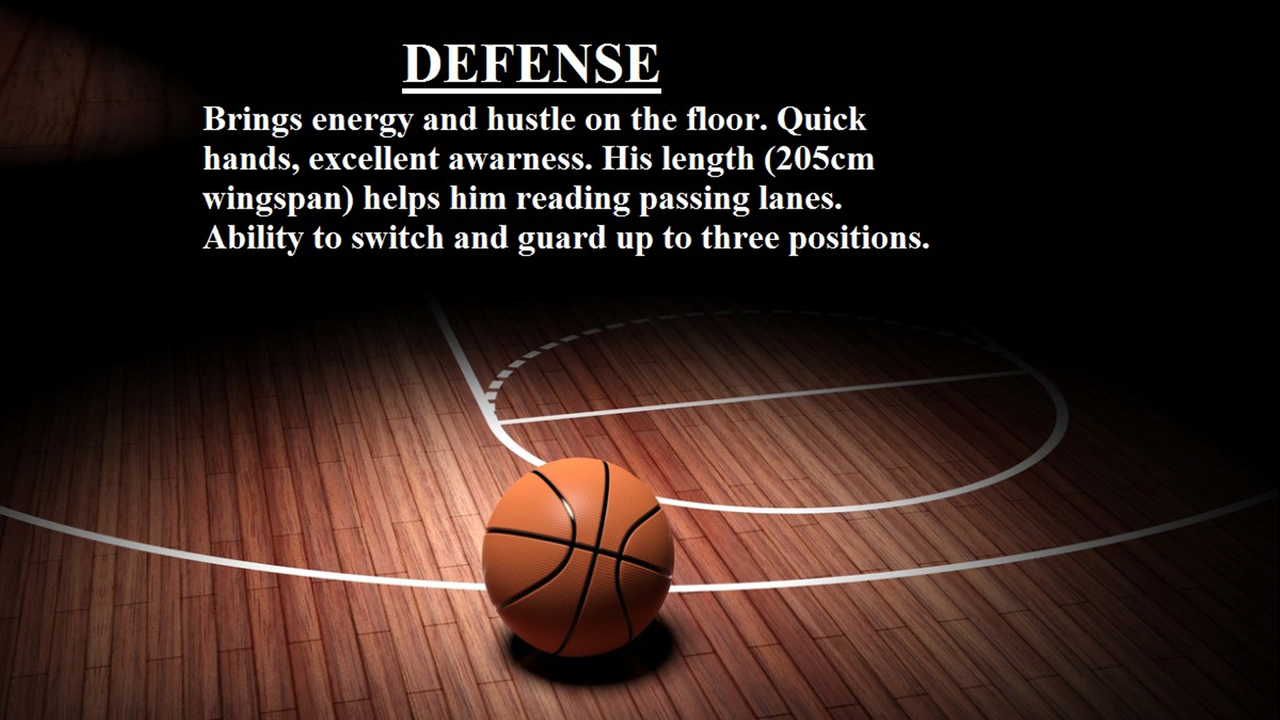 DEFENSE
Brings energy and hustle on the floor. Quick
hands, excellent awarness. His length (205cm
wingspan) helps him reading passing lanes.
Ability to switch and guard up to three positions.